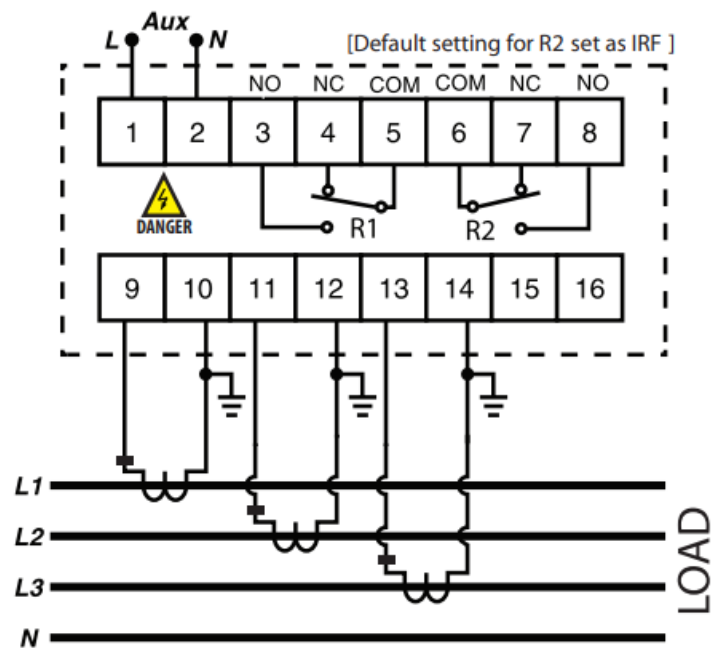 Aux
L N
[Default setting for R2 set as IRF ]
NO NC COM COM NC NO
1 2 3 4 5 6 7 8
DANGER
R1 R2
9 10 11 12 13 14 15 16
L1
L2
L3
N
LOAD